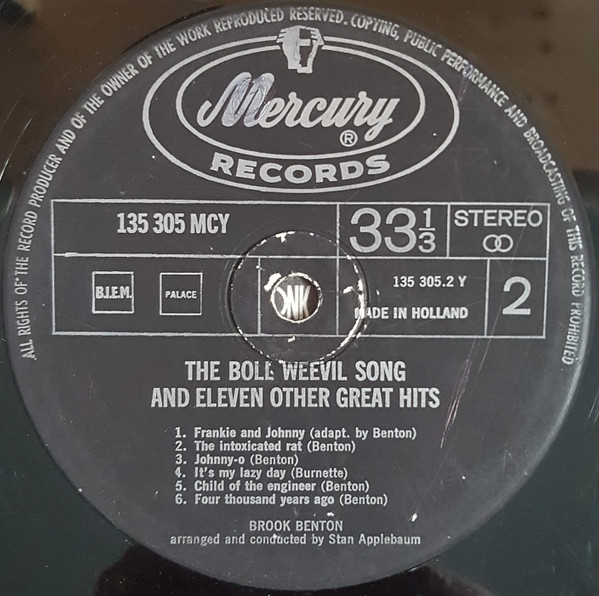 ALL RIGHTS OF THE RECORD PRODUCER AND OF THE OWNER OF THE WORK REPRODUCED RESERVED. COPYING, PUBLIC PERFORMANCE AND BROADCASTING OF THIS RECORD PROHIBITED
Mercury ®
RECORDS
135 305 MCY
33⅓
STEREO
B.I.E.M.
PALACE
NK
135 305.2 Y
MADE IN HOLLAND
2
THE BOLL WEEVIL SONG
AND ELEVEN OTHER GREAT HITS
1. Frankie and Johnny (adapt. by Benton)
2. The intoxicated rat (Benton)
3. Johnny-o (Benton)
4. It's my lazy day (Burnette)
5. Child of the engineer (Benton)
6. Four thousand years ago (Benton)
BROOK BENTON
arranged and conducted by Stan Applebaum